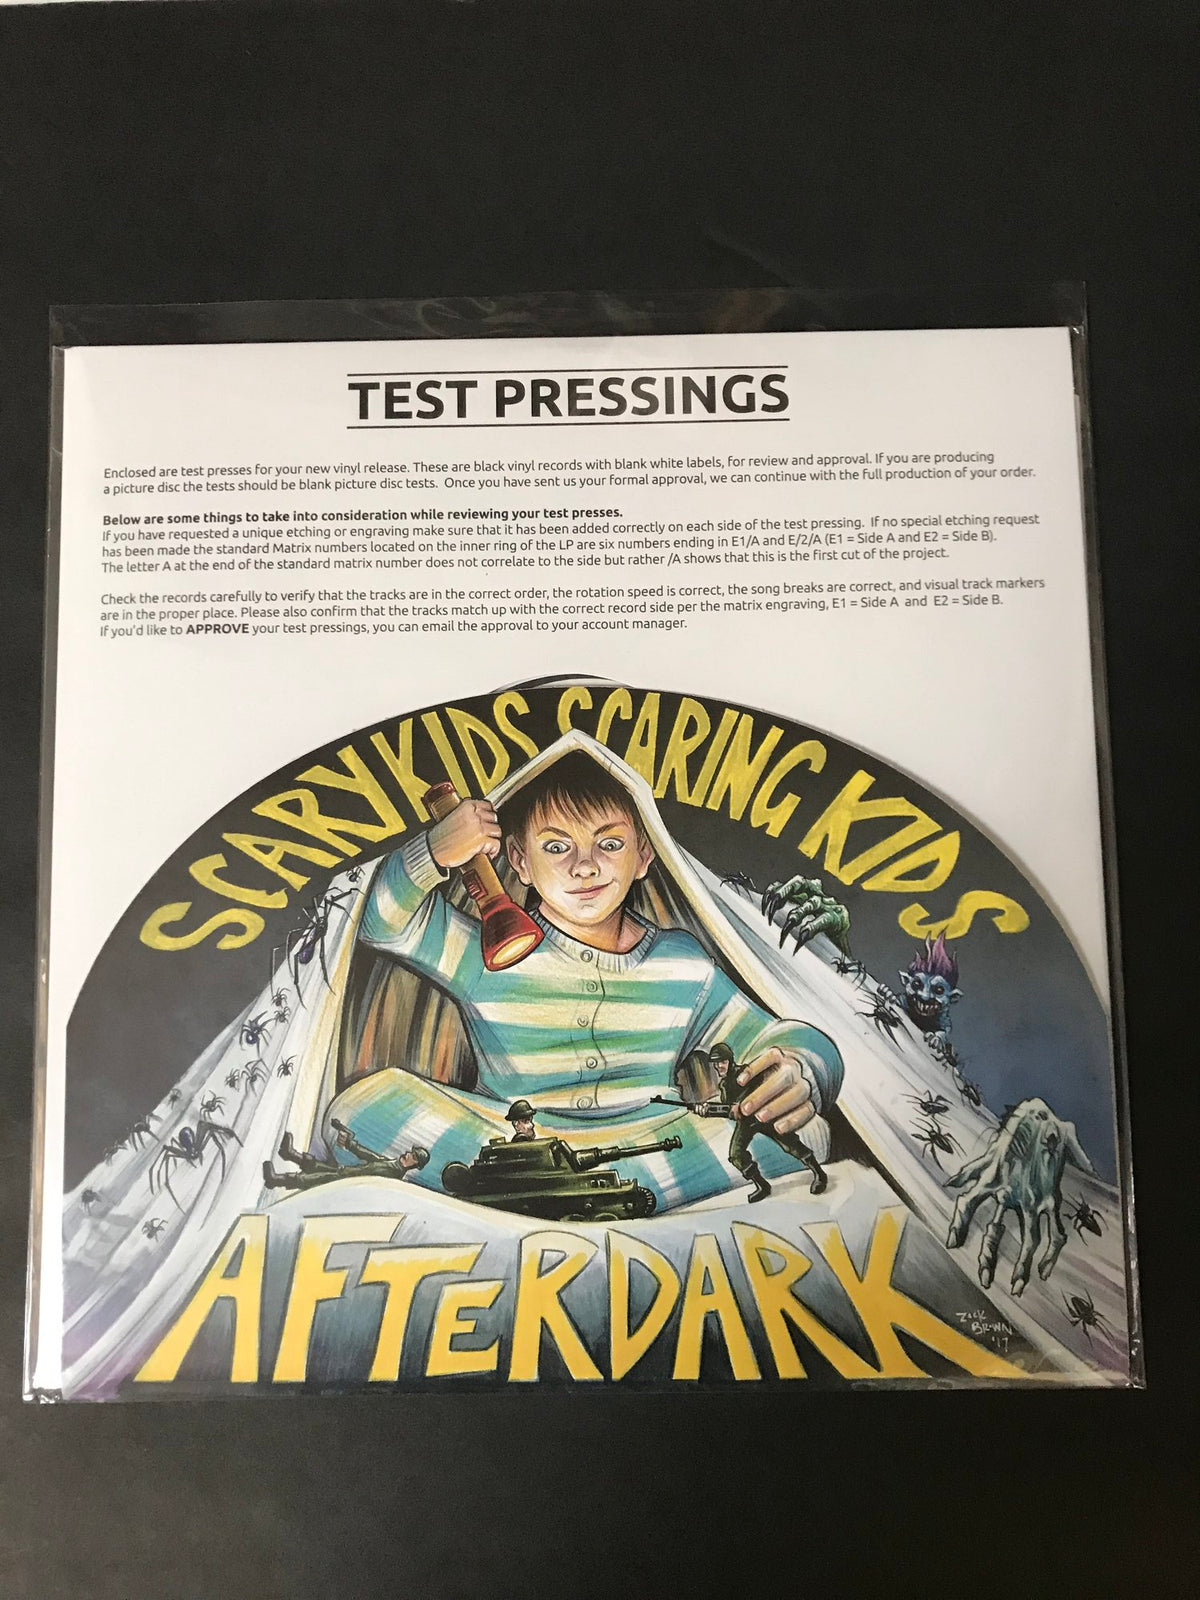 TEST PRESSINGS
Enclosed are test presses for your new vinyl release. These are black vinyl records with blank white labels, for review and approval. If you are producing
a picture disc the tests should be blank picture disc tests. Once you have sent us your formal approval, we can continue with the full production of your order.
Below are some things to take into consideration while reviewing your test presses.
If you have requested a unique etching or engraving make sure that it has been added correctly on each side of the test pressing. If no special etching request
has been made the standard Matrix numbers located on the inner ring of the LP are six numbers ending in E1/A and E/2/A (E1 = Side A and E2 = Side B).
The letter A at the end of the standard matrix number does not correlate to the side but rather /A shows that this is the first cut of the project.
Check the records carefully to verify that the tracks are in the correct order, the rotation speed is correct, the song breaks are correct, and visual track markers
are in the proper place. Please also confirm that the tracks match up with the correct record side per the matrix engraving, E1 = Side A and E2 = Side B.
If you'd like to APPROVE your test pressings, you can email the approval to your account manager.
SCARY KIDS SCARING KIDS
AFTERDARK
ZACK
BROWN
'17